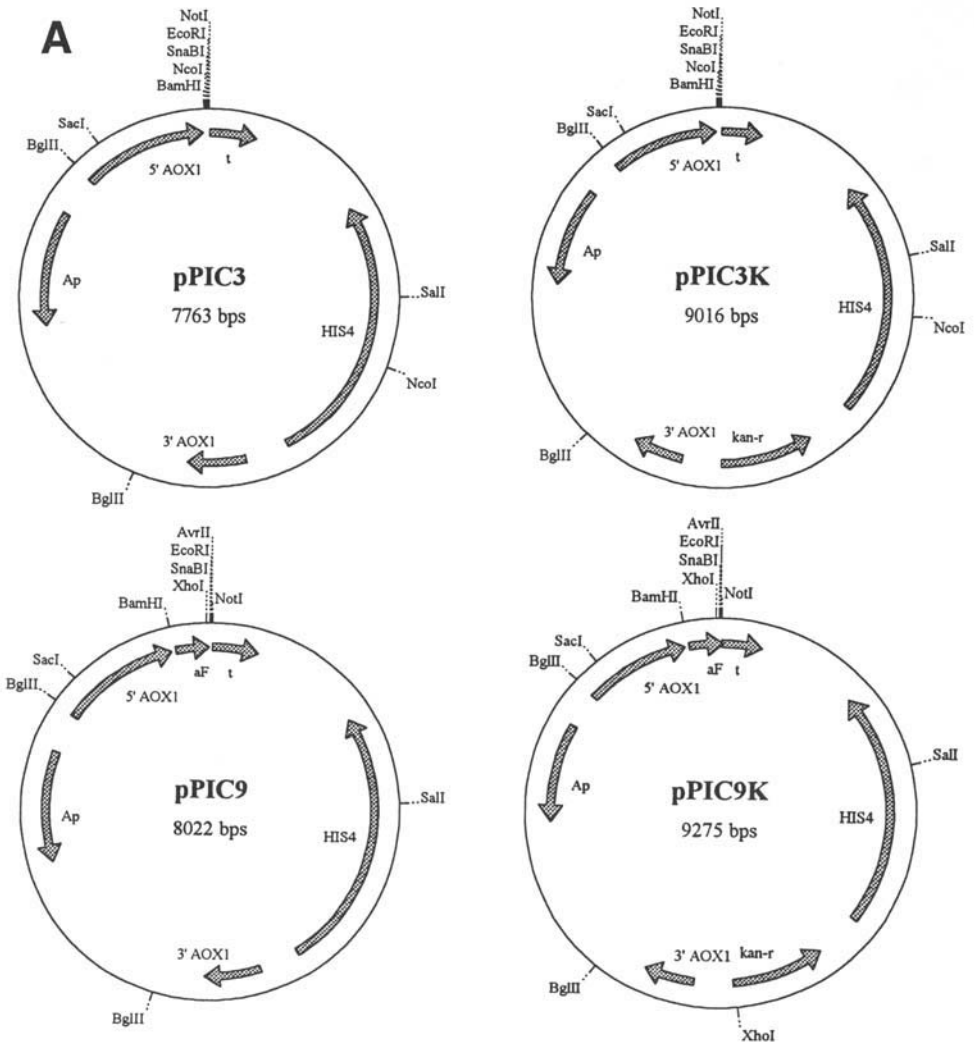 A
NotI
EcoRI
SnaBI
NcoI
BamHI
SacI
BglII
5' AOX1
t
Ap
pPIC3
7763 bps
SalI
HIS4
NcoI
3' AOX1
BglII
NotI
EcoRI
SnaBI
NcoI
BamHI
SacI
BglII
5' AOX1
t
Ap
pPIC3K
9016 bps
SalI
HIS4
NcoI
3' AOX1
kan-r
BglII
AvrII
EcoRI
SnaBI
XhoI
NotI
BamHI
SacI
BglII
aF
t
5' AOX1
Ap
pPIC9
8022 bps
SalI
HIS4
3' AOX1
BglII
AvrII
EcoRI
SnaBI
XhoI
NotI
BamHI
SacI
BglII
aF
t
5' AOX1
Ap
pPIC9K
9275 bps
SalI
HIS4
3' AOX1
kan-r
BglII
XhoI